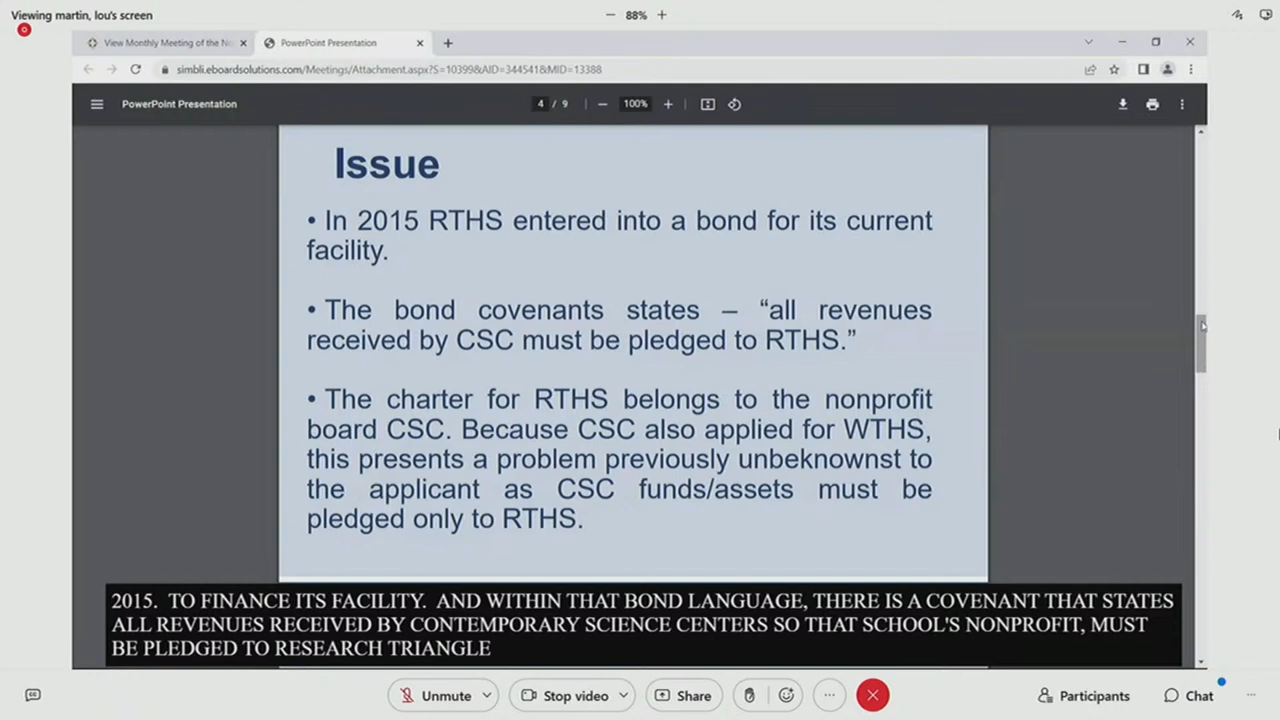 Viewing martin, lou's screen
88%
View Monthly Meeting of the No
PowerPoint Presentation
simbli.eboardsolutions.com/Meetings/Attachment.aspx?S=10399&AID=344541&MID=13388
PowerPoint Presentation
4 / 9
100%
Issue
• In 2015 RTHS entered into a bond for its current
facility.
• The bond covenants states – “all revenues
received by CSC must be pledged to RTHS.”
• The charter for RTHS belongs to the nonprofit
board CSC. Because CSC also applied for WTHS,
this presents a problem previously unbeknownst to
the applicant as CSC funds/assets must be
pledged only to RTHS.
2015. TO FINANCE ITS FACILITY. AND WITHIN THAT BOND LANGUAGE, THERE IS A COVENANT THAT STATES
ALL REVENUES RECEIVED BY CONTEMPORARY SCIENCE CENTERS SO THAT SCHOOL'S NONPROFIT, MUST
BE PLEDGED TO RESEARCH TRIANGLE
Unmute
Stop video
Share
Participants
Chat